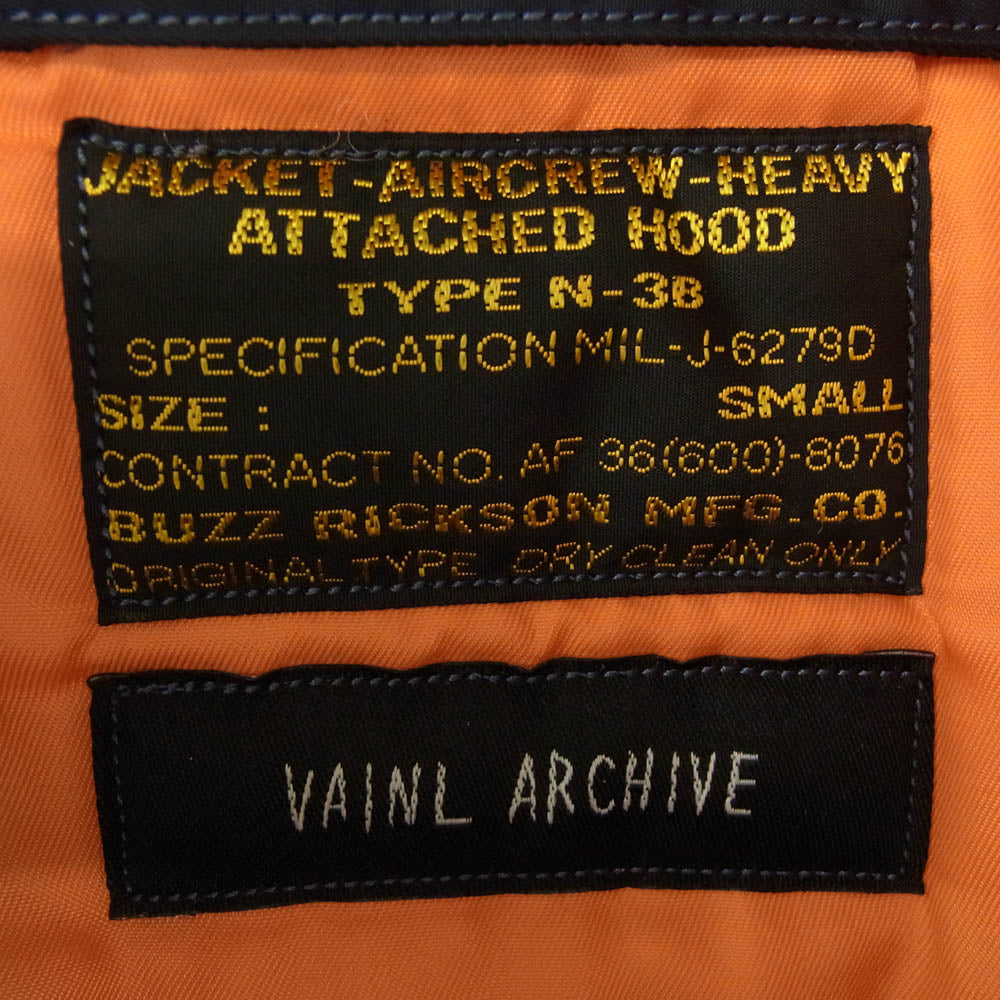 JACKET-AIRCREW-HEAVY
ATTACHED HOOD
TYPE N-3B
SPECIFICATION MIL-J-6279D
SIZE : SMALL
CONTRACT NO. AF 36(600)-8076
BUZZ RICKSON MFG. CO.
ORIGINAL TYPE DRY CLEAN ONLY
VAINL ARCHIVE